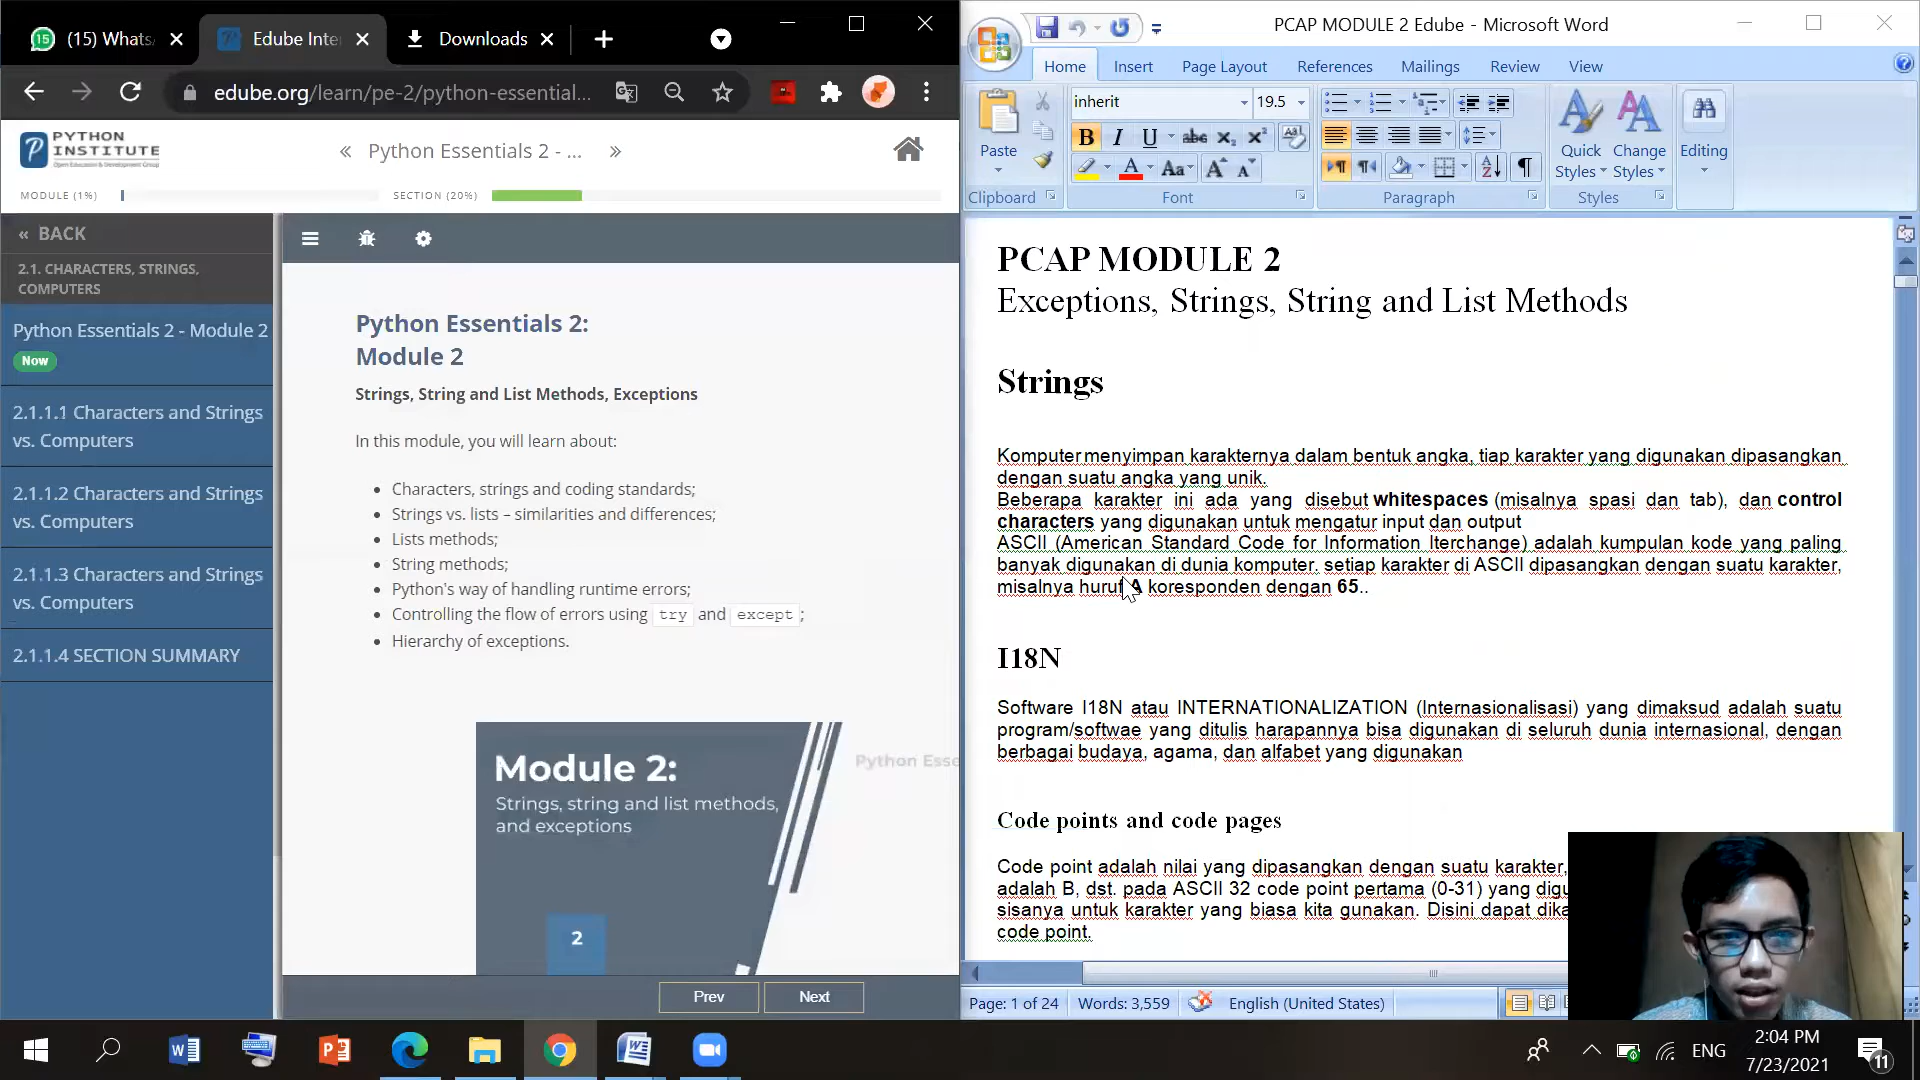 (15) Whats
Edube Inte
Downloads
edube.org/learn/pe-2/python-essential...
PYTHON
INSTITUTE
Open Education & Development Group
« Python Essentials 2 - ... »
MODULE (1%)
SECTION (20%)
« BACK
2.1. CHARACTERS, STRINGS,
COMPUTERS
Python Essentials 2 - Module 2
Now
2.1.1.1 Characters and Strings
vs. Computers
2.1.1.2 Characters and Strings
vs. Computers
2.1.1.3 Characters and Strings
vs. Computers
2.1.1.4 SECTION SUMMARY
Python Essentials 2:
Module 2
Strings, String and List Methods, Exceptions
In this module, you will learn about:
• Characters, strings and coding standards;
• Strings vs. lists – similarities and differences;
• Lists methods;
• String methods;
• Python's way of handling runtime errors;
• Controlling the flow of errors using try and except;
• Hierarchy of exceptions.
Module 2:
Strings, string and list methods,
and exceptions
2
Python Esse
Prev
Next
PCAP MODULE 2 Edube - Microsoft Word
Home Insert Page Layout References Mailings Review View
inherit 19.5
Paste
Quick
Styles
Change
Styles
Editing
Clipboard Font Paragraph Styles
PCAP MODULE 2
Exceptions, Strings, String and List Methods
Strings
Komputer menyimpan karakternya dalam bentuk angka, tiap karakter yang digunakan dipasangkan
dengan suatu angka yang unik.
Beberapa karakter ini ada yang disebut whitespaces (misalnya spasi dan tab), dan control
characters yang digunakan untuk mengatur input dan output
ASCII (American Standard Code for Information Iterchange) adalah kumpulan kode yang paling
banyak digunakan di dunia komputer. setiap karakter di ASCII dipasangkan dengan suatu karakter,
misalnya huruf A koresponden dengan 65..
I18N
Software I18N atau INTERNATIONALIZATION (Internasionalisasi) yang dimaksud adalah suatu
program/softwae yang ditulis harapannya bisa digunakan di seluruh dunia internasional, dengan
berbagai budaya, agama, dan alfabet yang digunakan
Code points and code pages
Code point adalah nilai yang dipasangkan dengan suatu karakter,
adalah B, dst. pada ASCII 32 code point pertama (0-31) yang digu
sisanya untuk karakter yang biasa kita gunakan. Disini dapat dika
code point.
Page: 1 of 24 Words: 3,559 English (United States)
ENG
2:04 PM
7/23/2021
11